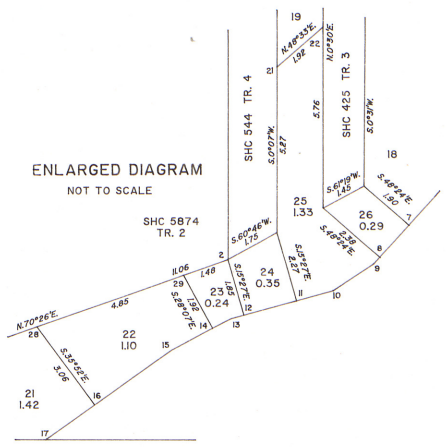 19
N.48°33'E.
1.92
22
N.0°30'E.
21
SHC 544 TR. 4
S.0°07'W.
5.27
5.76
SHC 425 TR. 3
S.0°31'W.
18
ENLARGED DIAGRAM
NOT TO SCALE
SHC 5874
TR. 2
S.61°19'W.
1.45
S.48°24'E.
1.90
7
25
1.33
26
0.29
2.38
S.48°24'E.
8
9
S.60°46'W.
1.75
2
S.15°27'E.
2.27
24
0.35
11.06
1.48
29
S.15°27'E.
1.85
23
0.24
1.92
S.28°07'E.
10
11
12
13
14
4.85
N.70°26'E.
28
22
1.10
15
S.35°52'E.
3.06
16
21
1.42
17